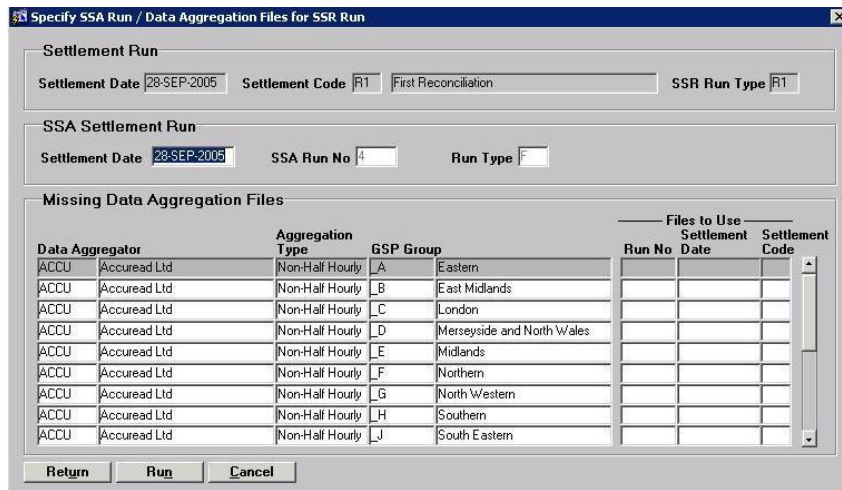 Specify SSA Run / Data Aggregation Files for SSR Run
Settlement Run
Settlement Date 28-SEP-2005 Settlement Code R1 First Reconciliation SSR Run Type R1
SSA Settlement Run
Settlement Date 28-SEP-2005 SSA Run No 4 Run Type F
Missing Data Aggregation Files
Files to Use
Data Aggregator Aggregation Type GSP Group Run No Settlement Date Settlement Code
ACCU Accuread Ltd Non-Half Hourly _A Eastern
ACCU Accuread Ltd Non-Half Hourly _B East Midlands
ACCU Accuread Ltd Non-Half Hourly _C London
ACCU Accuread Ltd Non-Half Hourly _D Merseyside and North Wales
ACCU Accuread Ltd Non-Half Hourly _E Midlands
ACCU Accuread Ltd Non-Half Hourly _F Northern
ACCU Accuread Ltd Non-Half Hourly _G North Western
ACCU Accuread Ltd Non-Half Hourly _H Southern
ACCU Accuread Ltd Non-Half Hourly _J South Eastern
Return Run Cancel